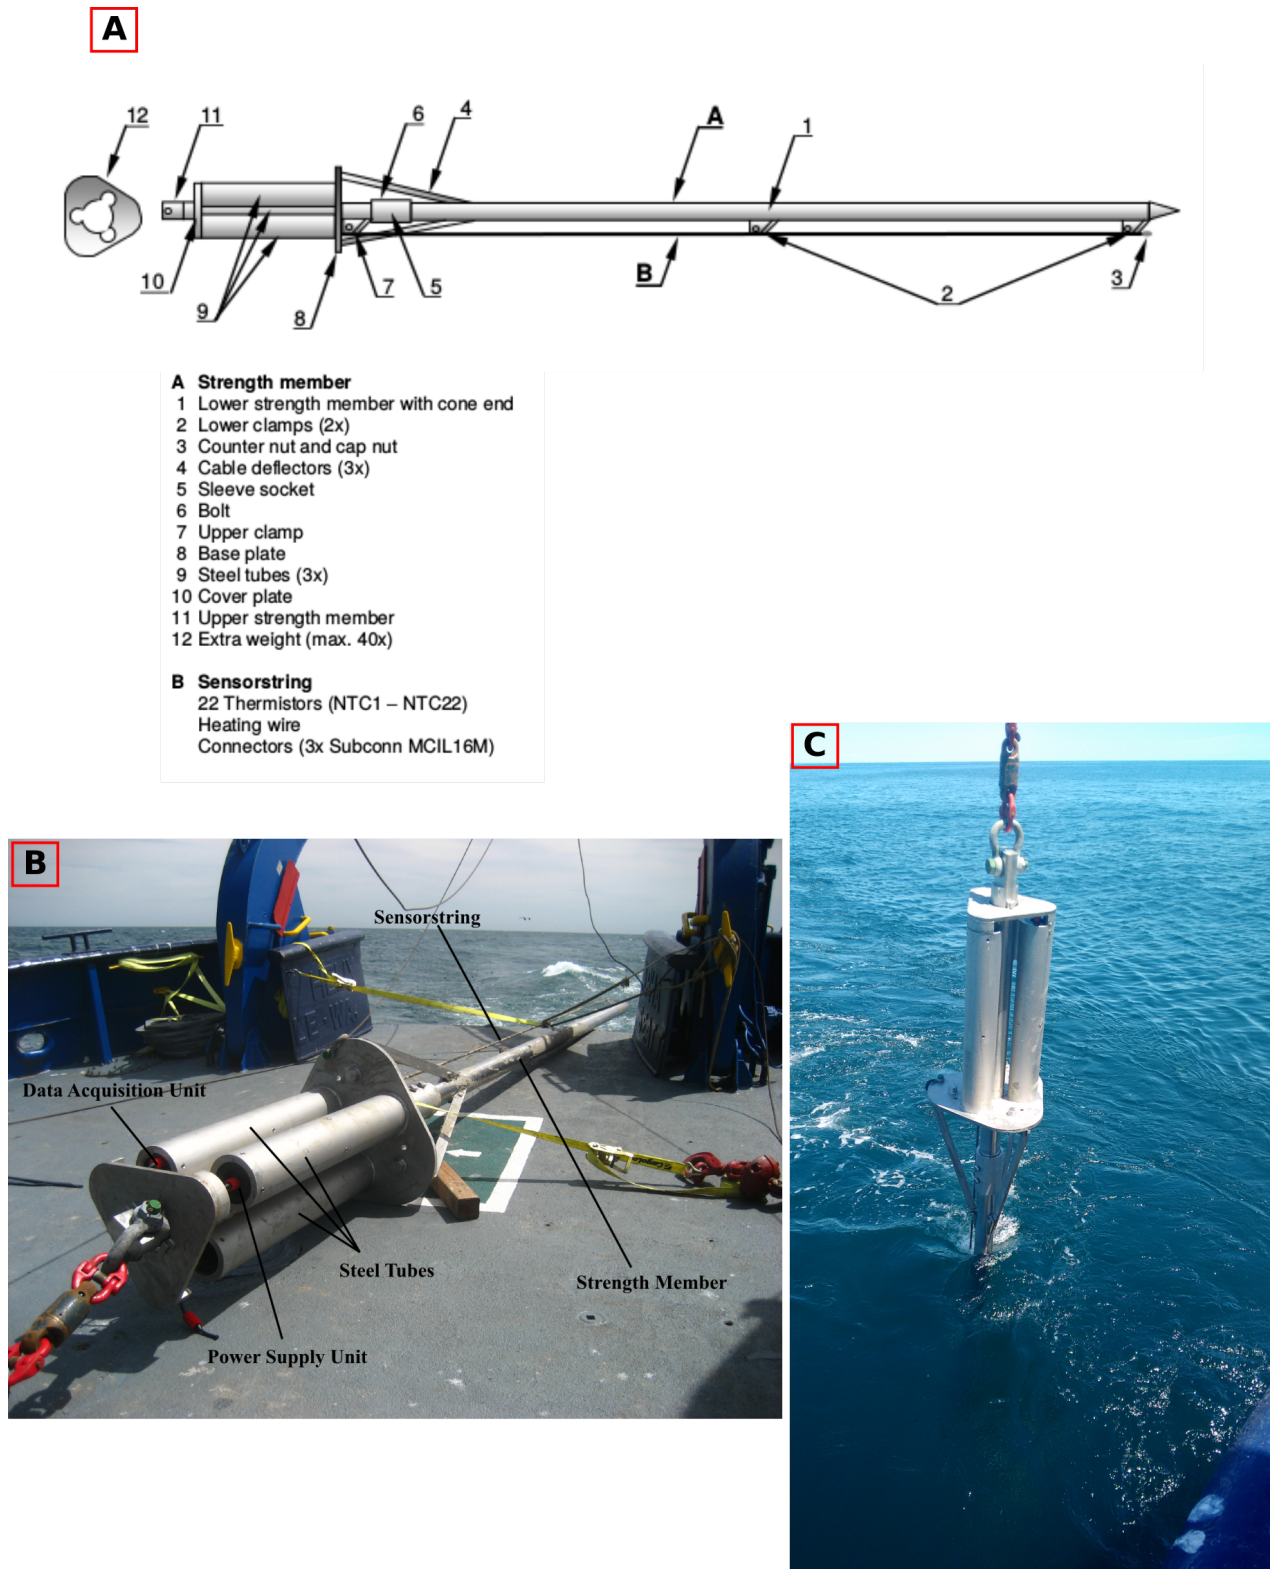 A
12
11
6
4
A
1
10
9
8
7
5
B
2
3
A Strength member
1 Lower strength member with cone end
2 Lower clamps (2x)
3 Counter nut and cap nut
4 Cable deflectors (3x)
5 Sleeve socket
6 Bolt
7 Upper clamp
8 Base plate
9 Steel tubes (3x)
10 Cover plate
11 Upper strength member
12 Extra weight (max. 40x)
B Sensorstring
22 Thermistors (NTC1 – NTC22)
Heating wire
Connectors (3x Subconn MCIL16M)
C
B
Sensorstring
Data Acquisition Unit
Steel Tubes
Strength Member
Power Supply Unit